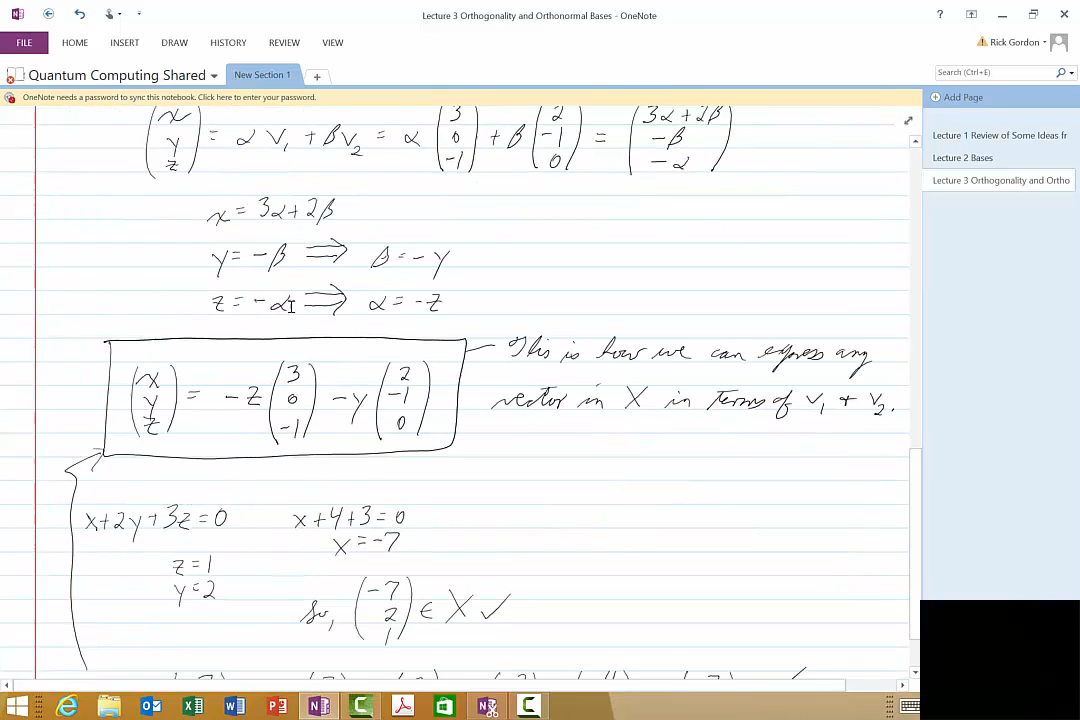 Lecture 3 Orthogonality and Orthonormal Bases - OneNote
?
FILE HOME INSERT DRAW HISTORY REVIEW VIEW
Rick Gordon
Quantum Computing Shared
New Section 1
+
Search (Ctrl+E)
OneNote needs a password to sync this notebook. Click here to enter your password.
Add Page
Lecture 1 Review of Some Ideas fr
Lecture 2 Bases
Lecture 3 Orthogonality and Ortho
(x y z) = α V₁ + β V₂ = α (3 0 -1) + β (2 -1 0) = (3α+2β -β -α)
x = 3α + 2β
y = -β ⟹ β = -y
z = -α ⟹ α = -z
(x y z) = -z (3 0 -1) - y (2 -1 0)
This is how we can express any
vector in X in terms of V₁ + V₂.
x+2y+3z=0
x+4+3=0
x=-7
z=1
y=2
So, (-7 2 1) ∈ X ✓